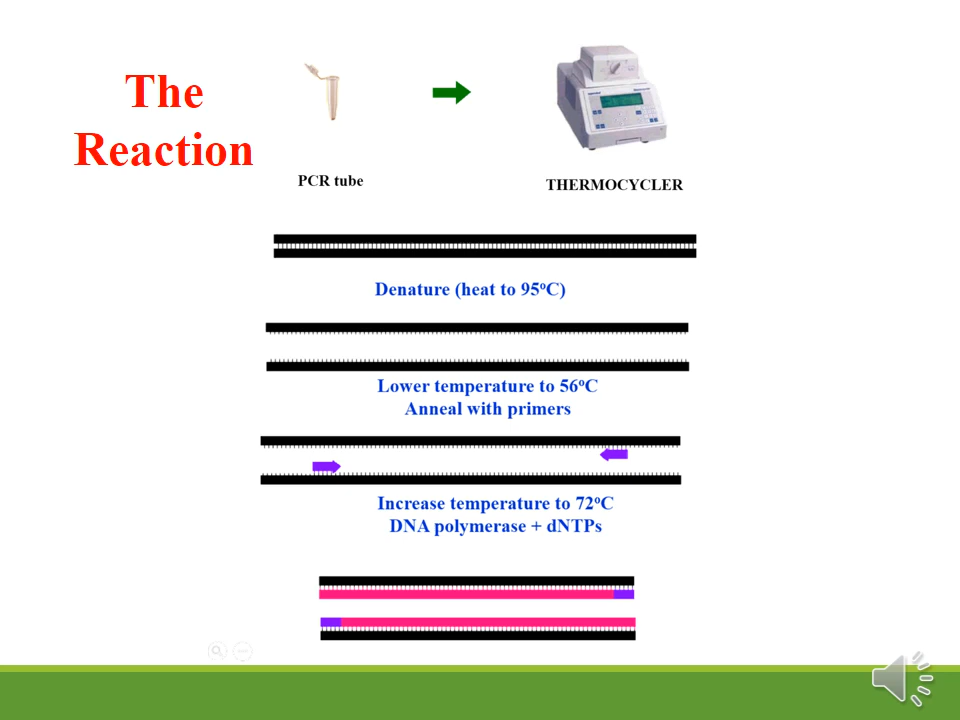 The
Reaction
PCR tube
THERMOCYCLER
Denature (heat to 95ºC)
Lower temperature to 56ºC
Anneal with primers
Increase temperature to 72ºC
DNA polymerase + dNTPs